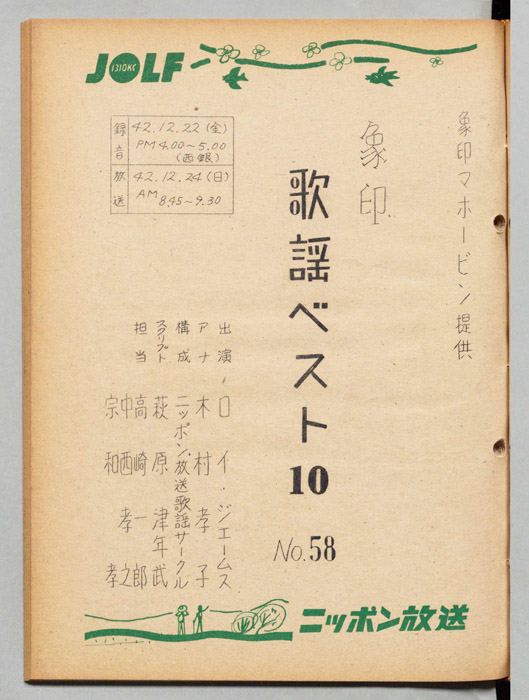 JOLF
1310KC
象印マホービン提供
象印
歌謡ベスト10
No.58
録音 42.12.22(金)
PM 4.00〜5.00
(西銀)
放送 42.12.24(日)
AM 8.45〜9.30
出演 ロイ・ジェームス
アナ 木村孝子
構成 ニッポン放送歌謡サークル
スクリプト 萩原津年武
担当 高崎一郎
中西孝之
宗和孝
ニッポン放送